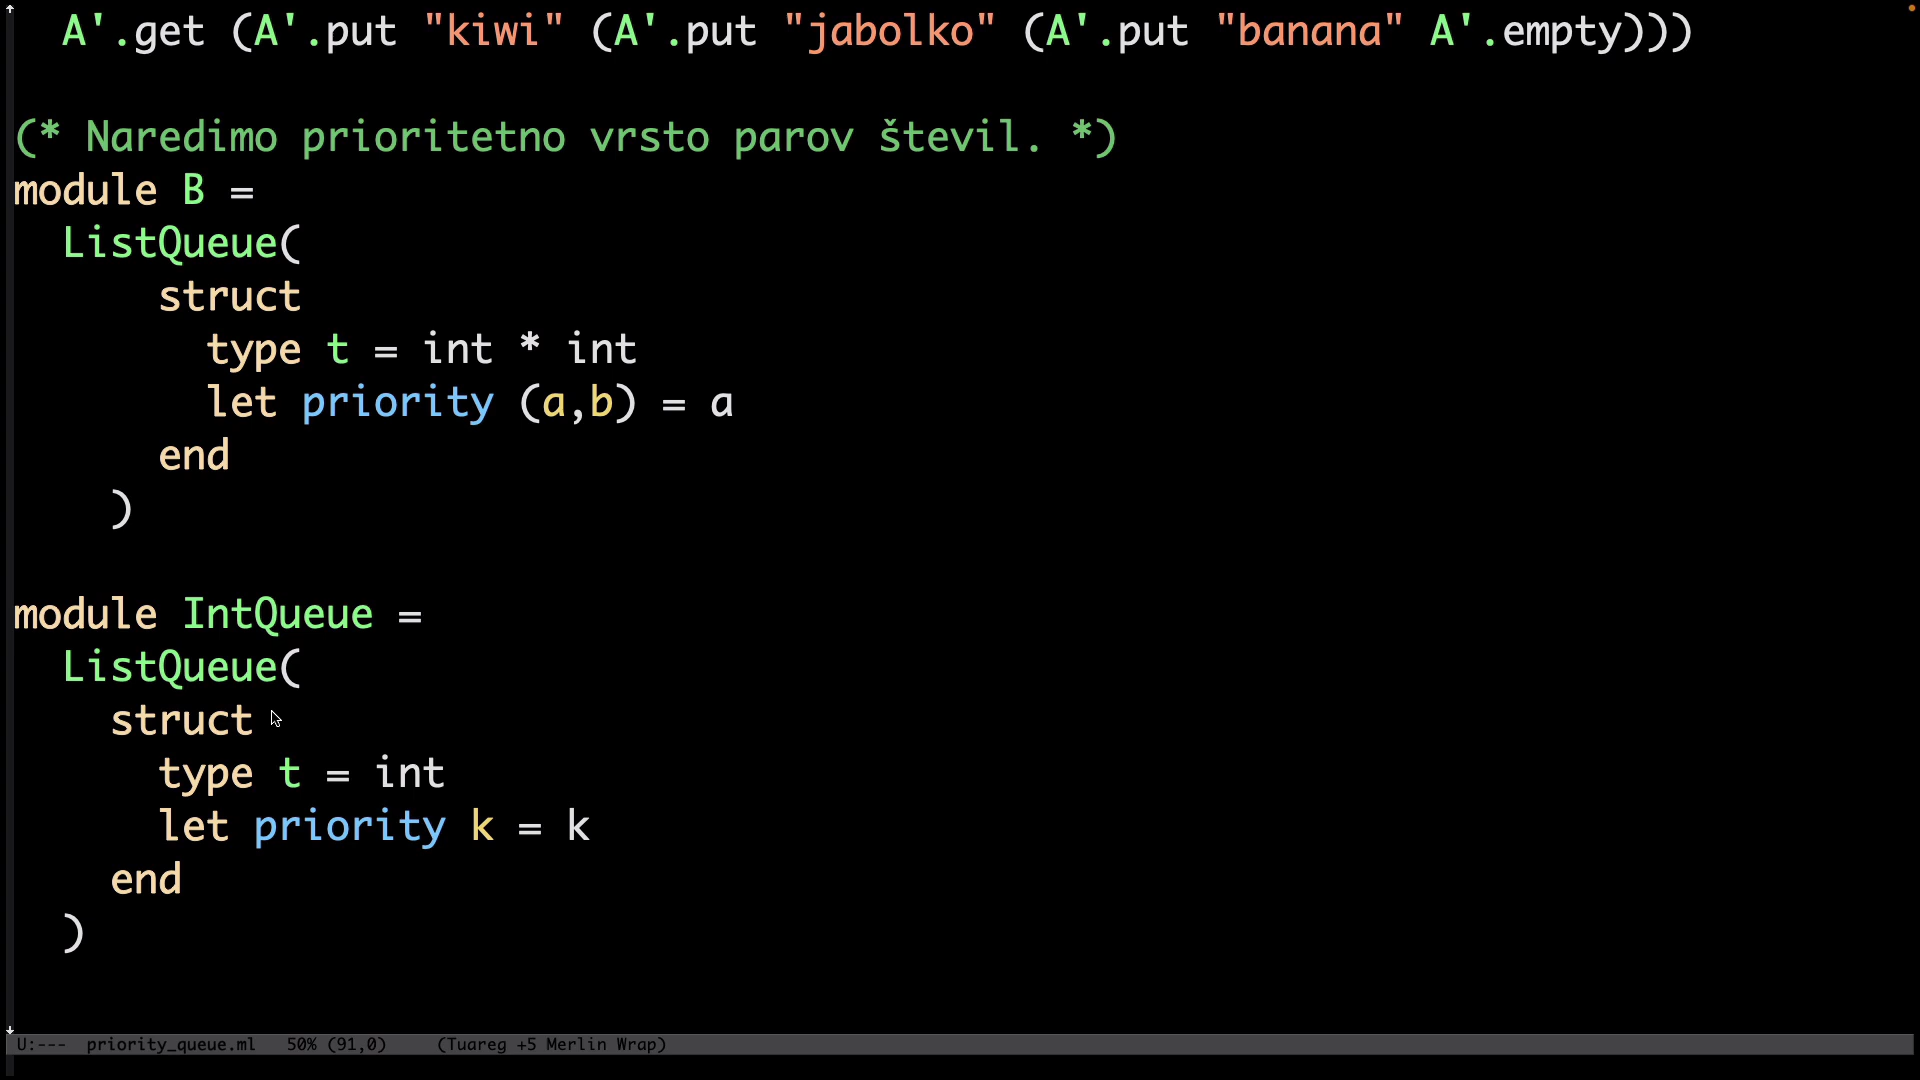 A'.get (A'.put "kiwi" (A'.put "jabolko" (A'.put "banana" A'.empty)))
(* Naredimo prioritetno vrsto parov števil. *)
module B =
ListQueue(
struct
type t = int * int
let priority (a,b) = a
end
)
module IntQueue =
ListQueue(
struct
type t = int
let priority k = k
end
)
U:--- priority_queue.ml 50% (91,0) (Tuareg +5 Merlin Wrap)